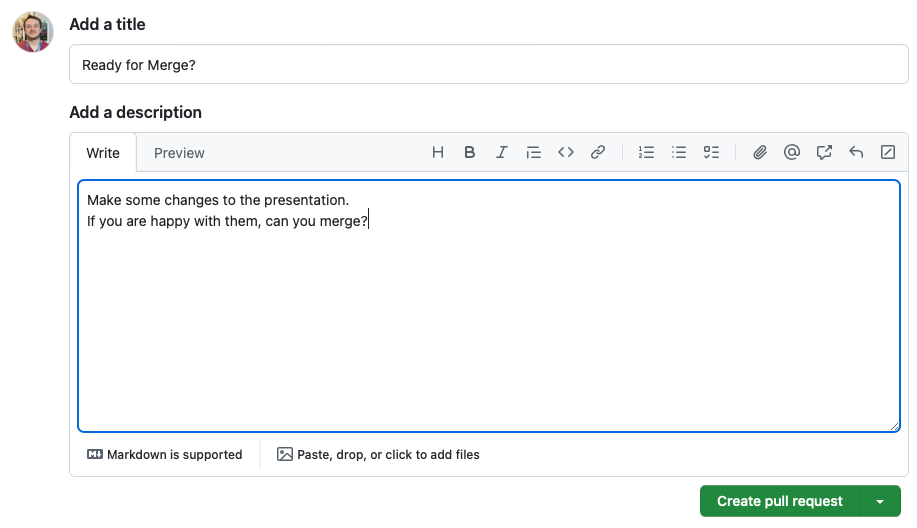 Add a title
Ready for Merge?
Add a description
Write Preview
Make some changes to the presentation.
If you are happy with them, can you merge?
Markdown is supported Paste, drop, or click to add files
Create pull request